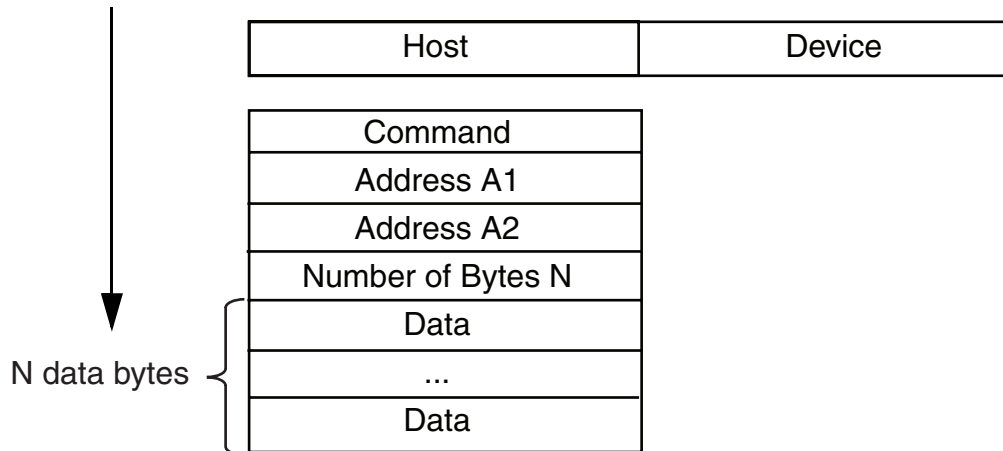 Host Device
Command
Address A1
Address A2
Number of Bytes N
Data
N data bytes ...
Data